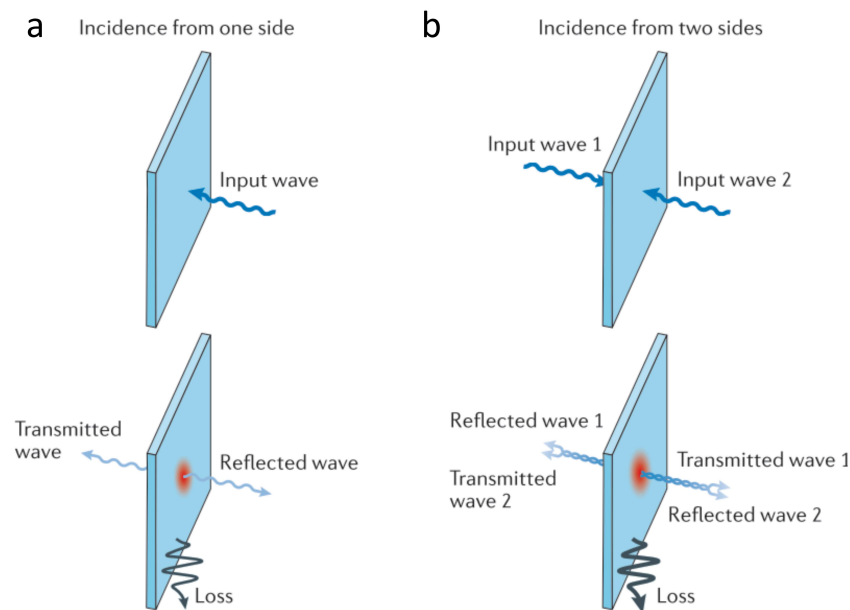 a
Incidence from one side
Input wave
Transmitted
wave
Reflected wave
Loss
b
Incidence from two sides
Input wave 1
Input wave 2
Reflected wave 1
Transmitted
wave 2
Transmitted wave 1
Reflected wave 2
Loss